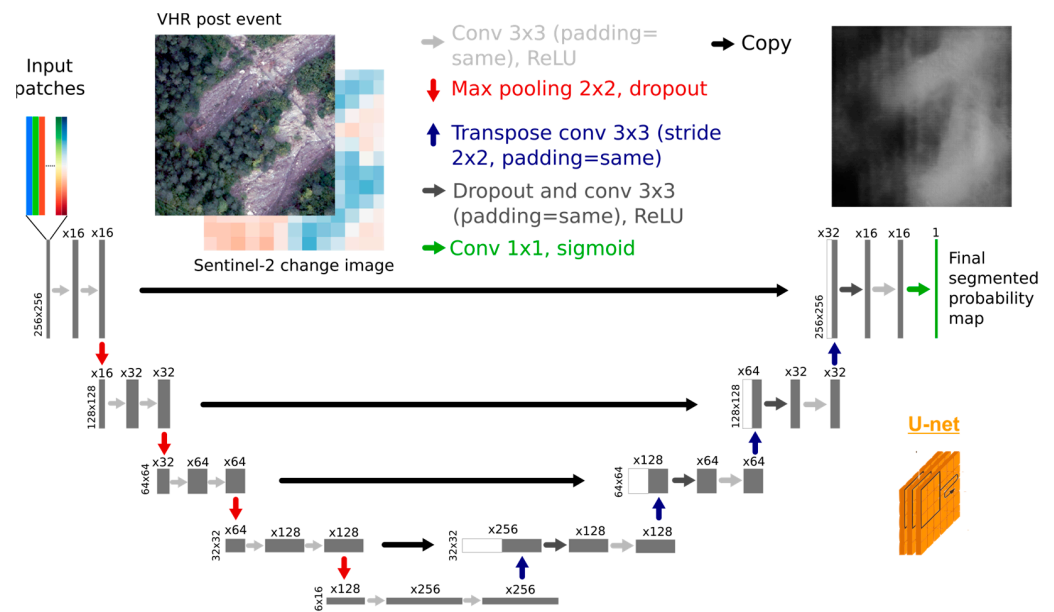 VHR post event
Input
patches
Sentinel-2 change image
Conv 3x3 (padding=
same), ReLU
Max pooling 2x2, dropout
Transpose conv 3x3 (stride
2x2, padding=same)
Dropout and conv 3x3
(padding=same), ReLU
Conv 1x1, sigmoid
Copy
x16 x16
256x256
x32 x16 x16 1
256x256
Final
segmented
probability
map
x16 x32 x32
128x128
x64 x32 x32
128x128
x32 x64 x64
64x64
x128 x64 x64
64x64
U-net
x64 x128 x128
32x32
x256 x128 x128
32x32
x128 x256 x256
6x16